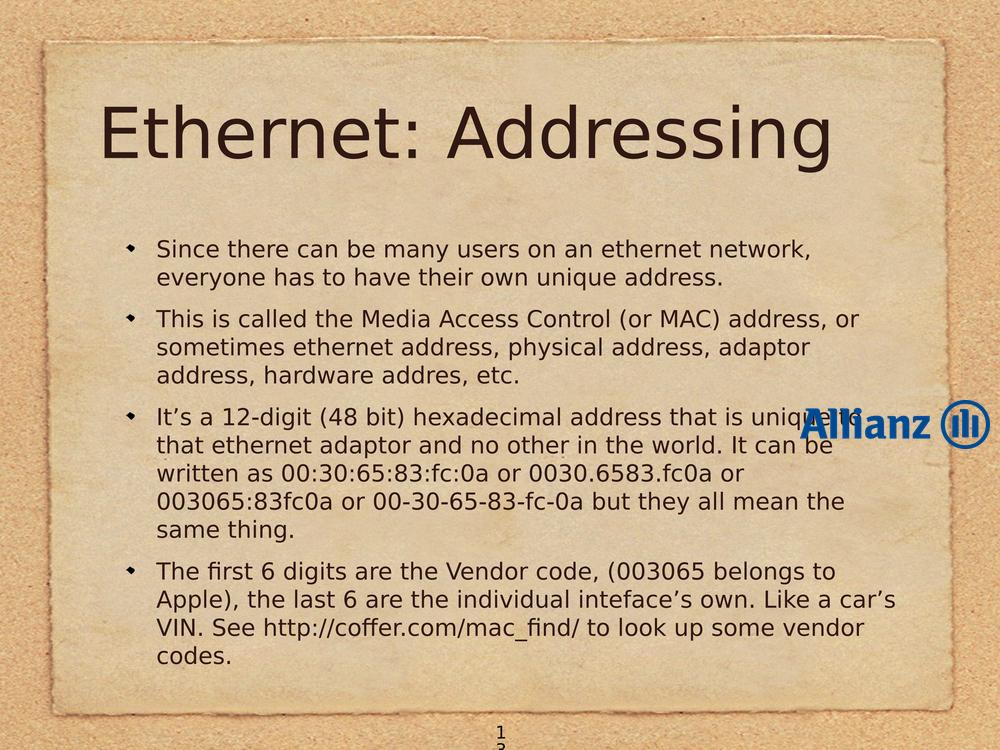 Ethernet: Addressing
Since there can be many users on an ethernet network,
everyone has to have their own unique address.
This is called the Media Access Control (or MAC) address, or
sometimes ethernet address, physical address, adaptor
address, hardware addres, etc.
It’s a 12-digit (48 bit) hexadecimal address that is unique to
that ethernet adaptor and no other in the world. It can be
written as 00:30:65:83:fc:0a or 0030.6583.fc0a or
003065:83fc0a or 00-30-65-83-fc-0a but they all mean the
same thing.
Allianz
The first 6 digits are the Vendor code, (003065 belongs to
Apple), the last 6 are the individual inteface’s own. Like a car’s
VIN. See http://coffer.com/mac_find/ to look up some vendor
codes.
1
3